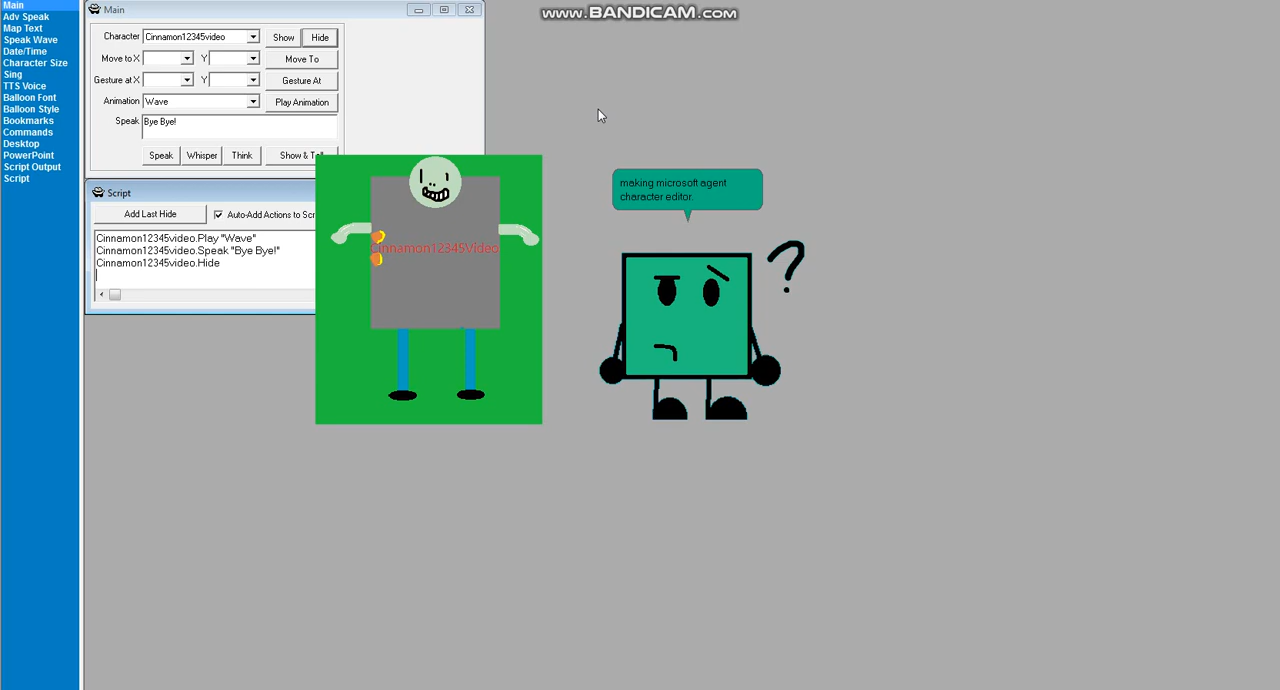 Main
Adv Speak
Map Text
Speak Wave
Date/Time
Character Size
Sing
TTS Voice
Balloon Font
Balloon Style
Bookmarks
Commands
Desktop
PowerPoint
Script Output
Script
Main
Character Cinnamon12345video Show Hide
Move to X Y Move To
Gesture at X Y Gesture At
Animation Wave Play Animation
Speak Bye Bye!
Speak Whisper Think Show & Tell
Script
Add Last Hide Auto-Add Actions to Scr
Cinnamon12345video.Play "Wave"
Cinnamon12345video.Speak "Bye Bye!"
Cinnamon12345video.Hide
Cinnamon12345Video
www.BANDICAM.com
making microsoft agent
character editor.
?